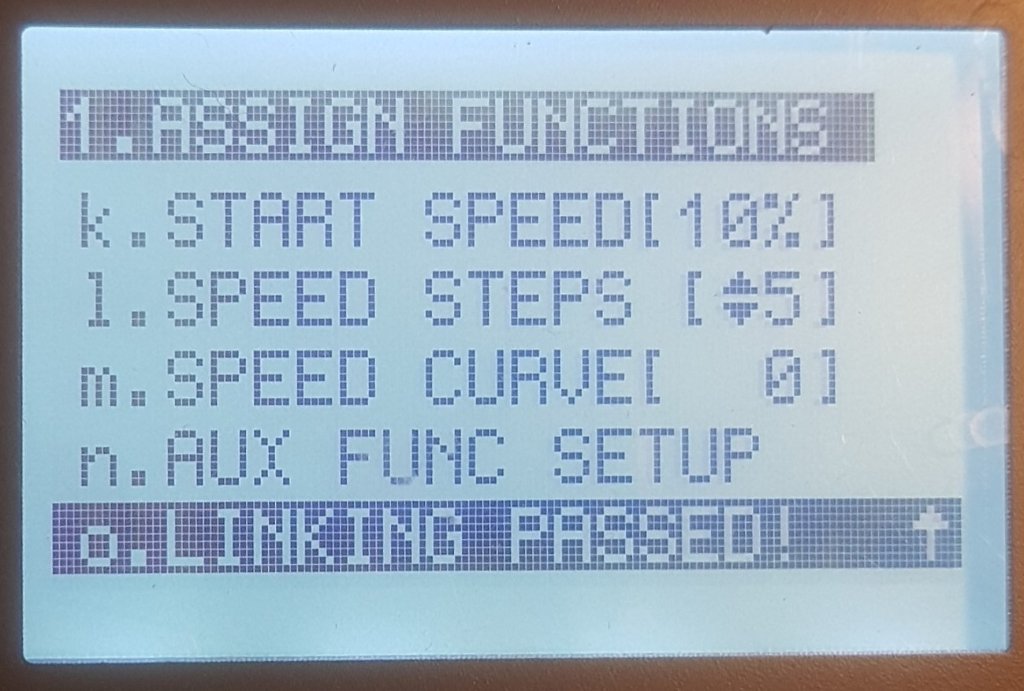 1.ASSIGN FUNCTIONS
k.START SPEED[10%]
l.SPEED STEPS [♦5]
m.SPEED CURVE[ 0]
n.AUX FUNC SETUP
o.LINKING PASSED! ↑